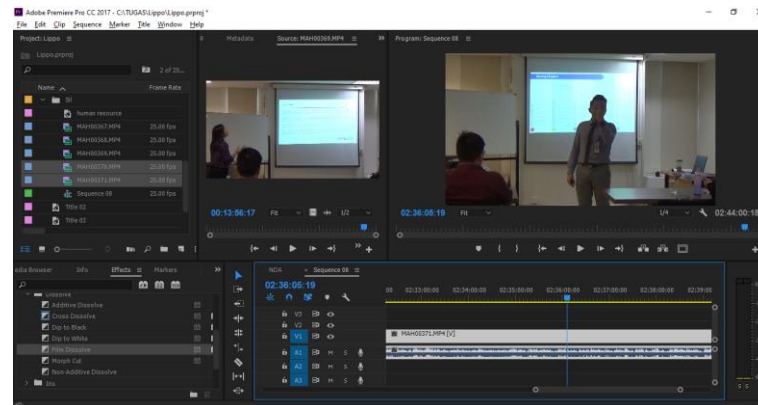 Adobe Premiere Pro CC 2017 - C:\TUGAS\Lippo\Lippo.prproj *
File Edit Clip Sequence Marker Title Window Help
Project: Lippo
Metadata
Source: MAH00369.MP4
Program: Sequence 08
Lippo.prproj
2 of 25...
Name
Frame Rate
human resource
MAH00367.MP4 25.00 fps
MAH00368.MP4 25.00 fps
MAH00369.MP4 25.00 fps
MAH00370.MP4 25.00 fps
MAH00371.MP4 25.00 fps
Sequence 08 25.00 fps
Title 02
Title 03
00:13:56:17 Fit 1/2
02:36:05:19 Fit 1/4 02:44:00:18
Info Effects Markers
Dissolve
Additive Dissolve
Cross Dissolve
Dip to Black
Dip to White
Film Dissolve
Morph Cut
Non-Additive Dissolve
NDA
Sequence 08
02:36:05:19
00 02:33:00:00 02:34:00:00 02:35:00:00 02:36:00:00 02:37:00:00 02:38:00:00 02:39:00
V3
V2
V1
MAH00371.MP4 [V]
A1 M S
A2 M S
A3 M S
S S